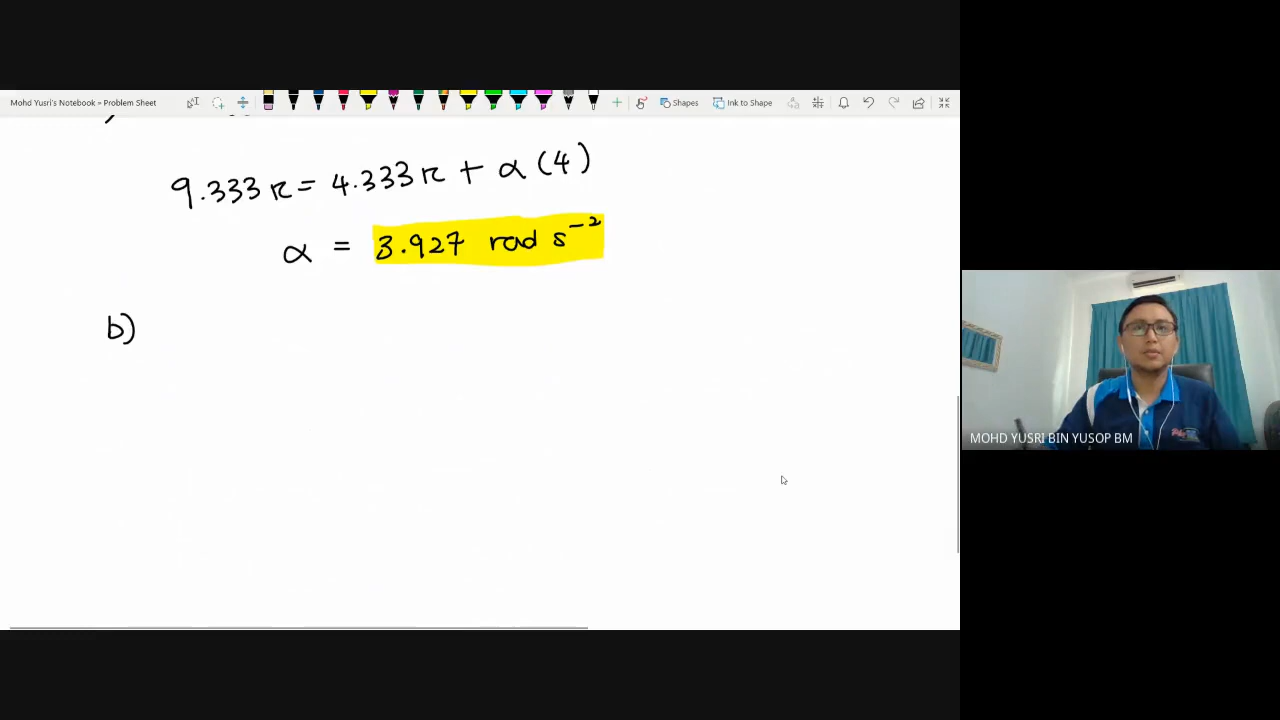 Mohd Yusri's Notebook » Problem Sheet
Shapes
Ink to Shape
9.333π = 4.333π + α(4)
α = 3.927 rad s⁻²
b)
MOHD YUSRI BIN YUSOP BM